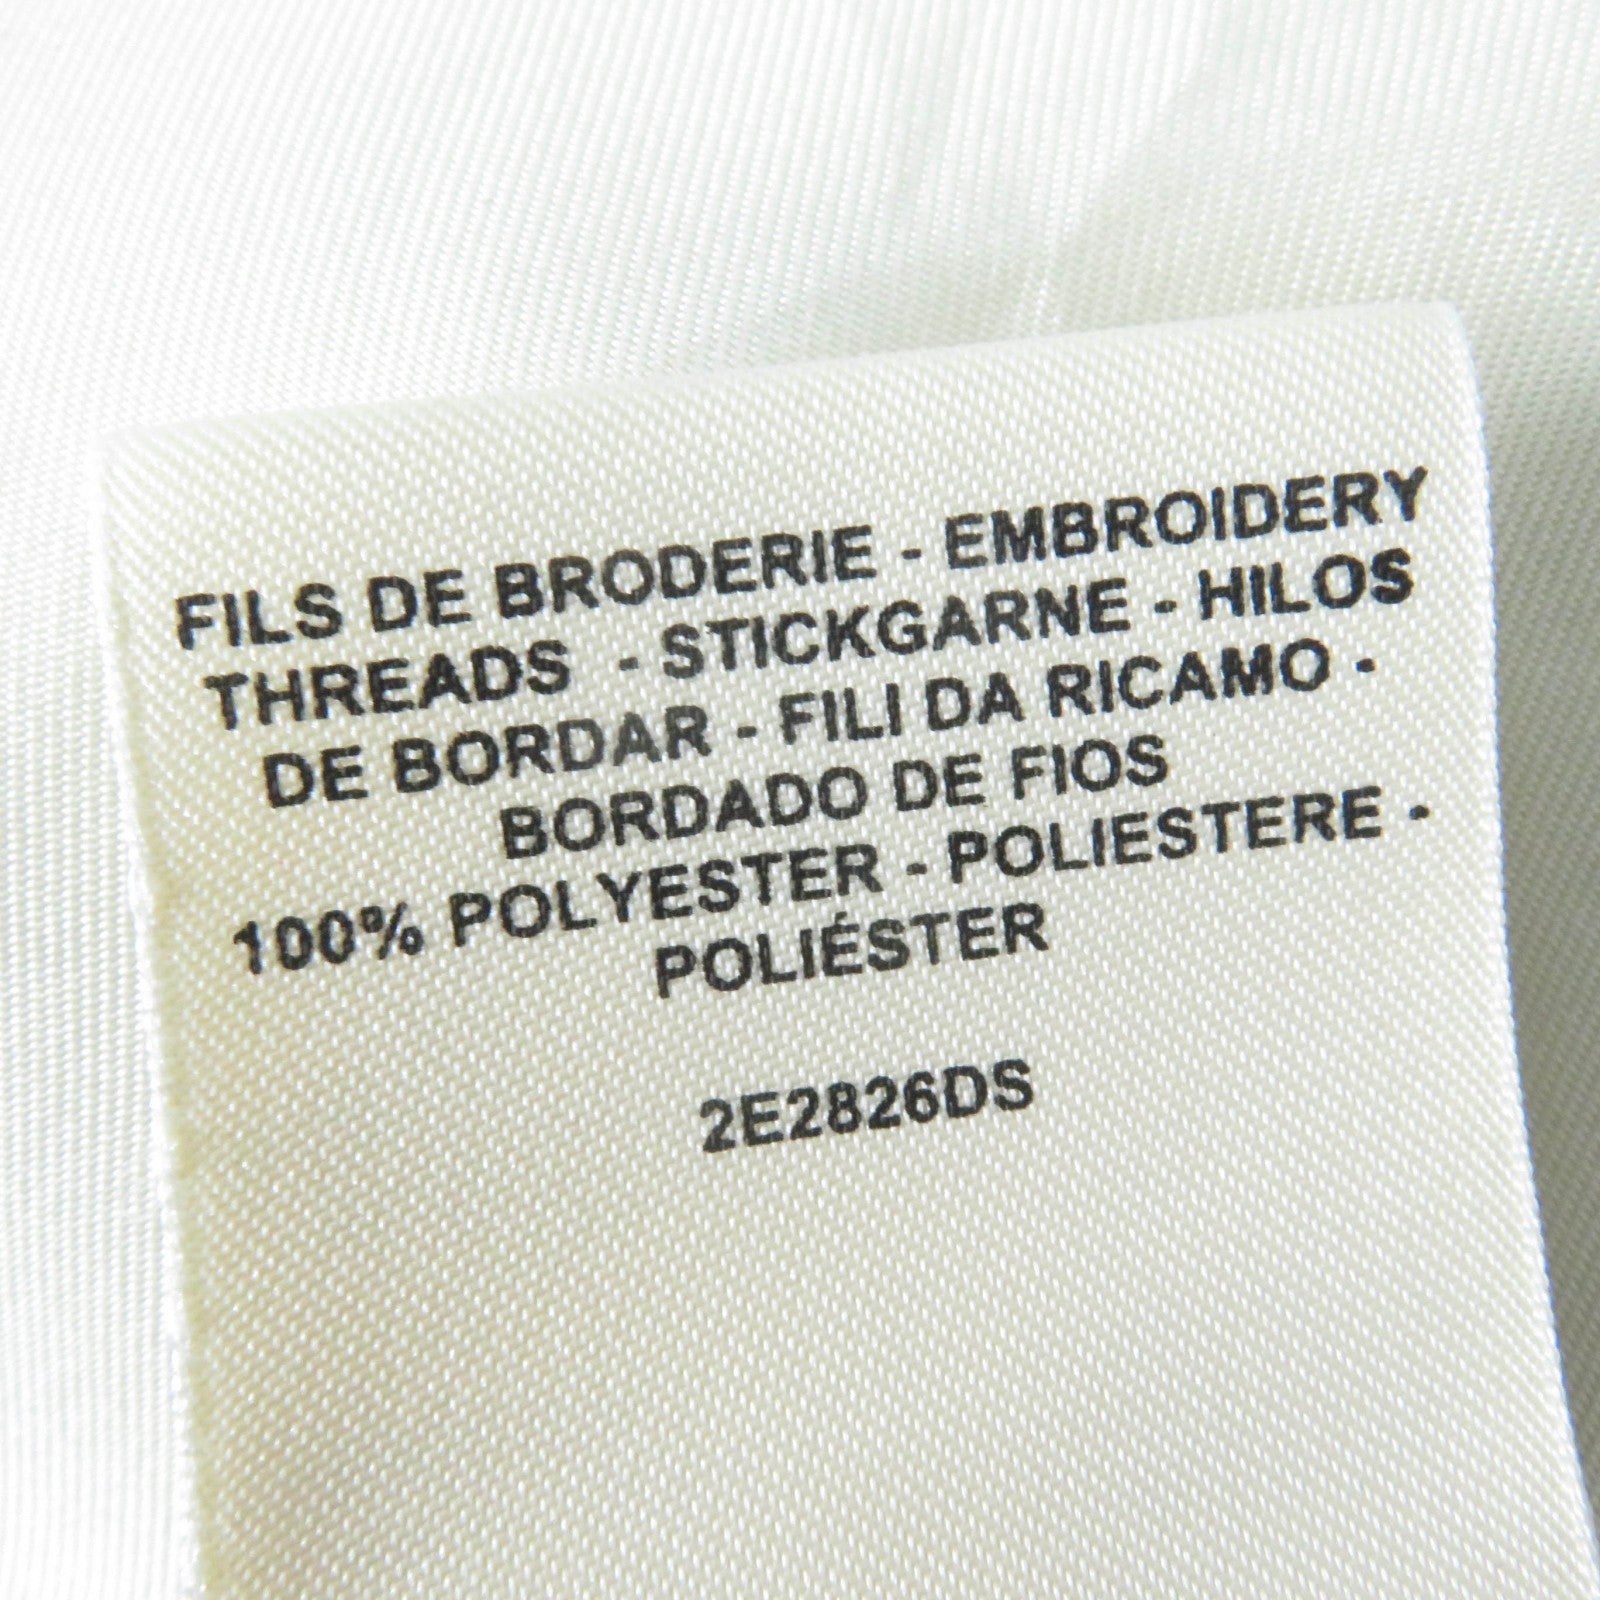 FILS DE BRODERIE - EMBROIDERY
THREADS - STICKGARNE - HILOS
DE BORDAR - FILI DA RICAMO -
BORDADO DE FIOS
100% POLYESTER - POLIESTERE -
POLIÉSTER
2E2826DS